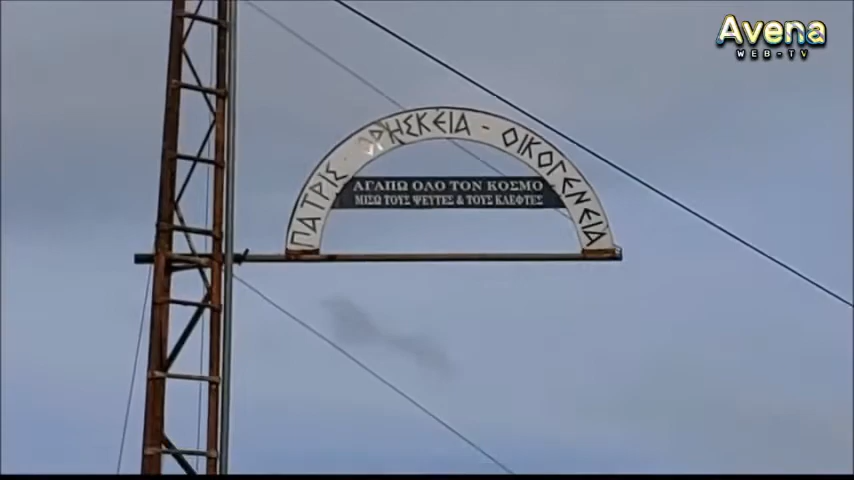 Avena
WEB-TV
ΠΑΤΡΙΣ - ΘΡΗΣΚΕΙΑ - ΟΙΚΟΓΕΝΕΙΑ
ΑΓΑΠΩ ΟΛΟ ΤΟΝ ΚΟΣΜΟ
ΜΙΣΩ ΤΟΥΣ ΨΕΥΤΕΣ & ΤΟΥΣ ΚΛΕΦΤΕΣ